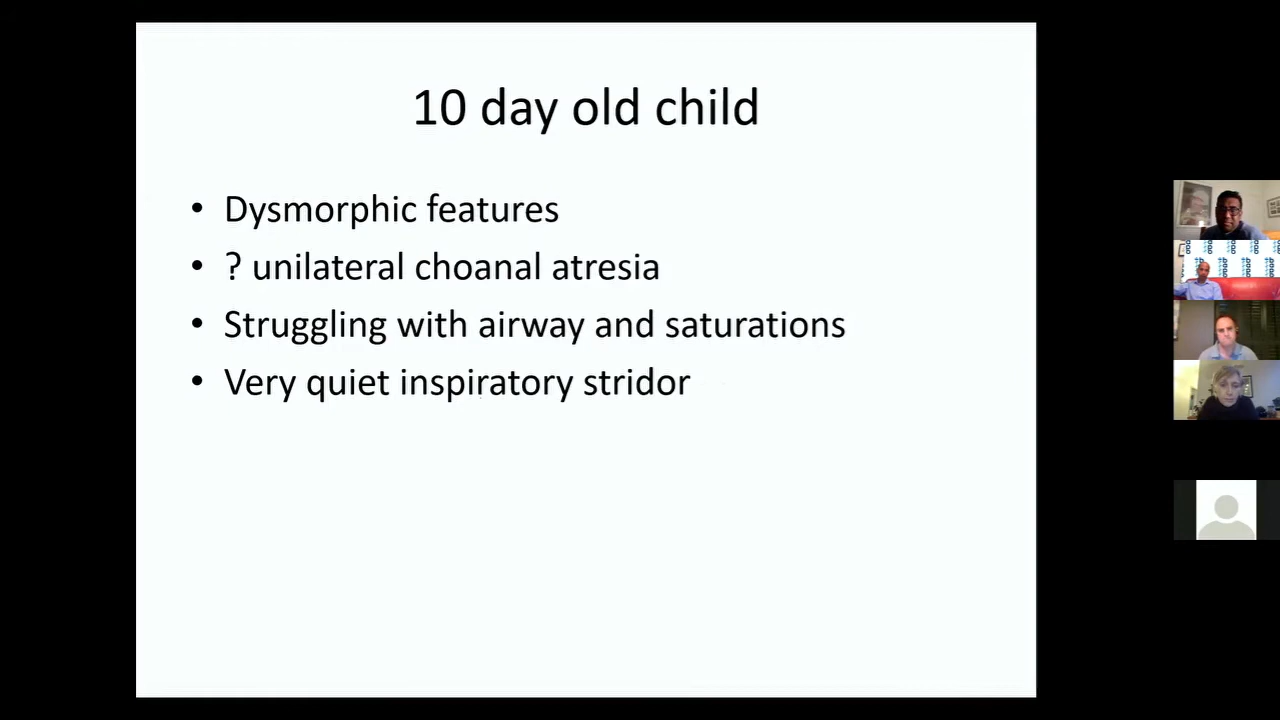 10 day old child
• Dysmorphic features
• ? unilateral choanal atresia
• Struggling with airway and saturations
• Very quiet inspiratory stridor